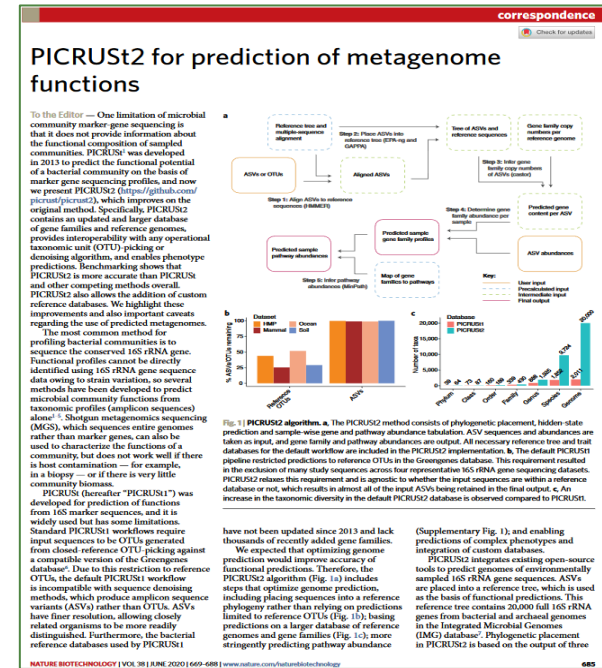 correspondence
Check for updates
PICRUSt2 for prediction of metagenome
functions
To the Editor — One limitation of microbial
community marker-gene sequencing is
that it does not provide information about
the functional composition of sampled
communities. PICRUSt¹ was developed
in 2013 to predict the functional potential
of a bacterial community on the basis of
marker gene sequencing profiles, and now
we present PICRUSt2 (https://github.com/
picrust/picrust2), which improves on the
original method. Specifically, PICRUSt2
contains an updated and larger database
of gene families and reference genomes,
provides interoperability with any operational
taxonomic unit (OTU)-picking or
denoising algorithm, and enables phenotype
predictions. Benchmarking shows that
PICRUSt2 is more accurate than PICRUSt
and other competing methods overall.
PICRUSt2 also allows the addition of custom
reference databases. We highlight these
improvements and also important caveats
regarding the use of predicted metagenomes.
The most common method for
profiling bacterial communities is to
sequence the conserved 16S rRNA gene.
Functional profiles cannot be directly
identified using 16S rRNA gene sequence
data owing to strain variation, so several
methods have been developed to predict
microbial community functions from
taxonomic profiles (amplicon sequences)
alone
Shotgun metagenomics sequencing
(MGS), which sequences entire genomes
rather than marker genes, can also be
used to characterize the functions of a
community, but does not work well if there
is host contamination — for example,
in a biopsy — or if there is very little
community biomass.
PICRUSt (hereafter "PICRUSt1") was
developed for prediction of functions
from 16S marker sequences, and it is
widely used but has some limitations.
Standard PICRUSt1 workflows require
input sequences to be OTUs generated
from closed-reference OTU-picking against
a compatible version of the Greengenes
database⁶. Due to this restriction to reference
OTUs, the default PICRUSt1 workflow
is incompatible with sequence denoising
methods, which produce amplicon sequence
variants (ASVs) rather than OTUs. ASVs
have finer resolution, allowing closely
related organisms to be more readily
distinguished. Furthermore, the bacterial
reference databases used by PICRUSt1
a
Reference tree and
multiple-sequence
alignment
Step 2: Place ASVs into
reference tree (EPA-ng and
GAPPA)
Tree of ASVs and
reference sequences
Gene family copy
numbers per
reference genome
ASVs or OTUs
Aligned ASVs
Step 1: Align ASVs to reference
sequences (HMMER)
Step 3: Infer gene
family copy numbers
of ASVs (castor)
Predicted gene
content per ASV
Step 4: Determine gene
family abundance per
sample
Predicted sample
gene family profiles
Predicted sample
pathway abundances
ASV abundances
Step 5: Infer pathway
abundances (MinPath)
Map of gene
families to pathways
Key:
User input
Precalculated input
Intermediate input
Final output
b
Dataset
HMP
Ocean
Mammal
Soil
% ASVs/OTUs remaining
100
75
50
25
0
Reference
OTUs
ASVs
c
Database
PICRUSt1
PICRUSt2
Number of taxa
20,000
15,000
10,000
5,000
0
Phylum
Class
Order
Family
Genus
Species
Genome
Fig. 1 | PICRUSt2 algorithm. a, The PICRUSt2 method consists of phylogenetic placement, hidden-state
prediction and sample-wise gene and pathway abundance tabulation. ASV sequences and abundances are
taken as input, and gene family and pathway abundances are output. All necessary reference tree and trait
databases for the default workflow are included in the PICRUSt2 implementation. b, The default PICRUSt1
pipeline restricted predictions to reference OTUs in the Greengenes database. This requirement resulted
in the exclusion of many study sequences across four representative 16S rRNA gene sequencing datasets.
PICRUSt2 relaxes this requirement and is agnostic to whether the input sequences are within a reference
database or not, which results in almost all of the input ASVs being retained in the final output. c, An
increase in the taxonomic diversity in the default PICRUSt2 database is observed compared to PICRUSt1.
have not been updated since 2013 and lack
thousands of recently added gene families.
We expected that optimizing genome
prediction would improve accuracy of
functional predictions. Therefore, the
PICRUSt2 algorithm (Fig. 1a) includes
steps that optimize genome prediction,
including placing sequences into a reference
phylogeny rather than relying on predictions
limited to reference OTUs (Fig. 1b); basing
predictions on a larger database of reference
genomes and gene families (Fig. 1c); more
stringently predicting pathway abundance
(Supplementary Fig. 1); and enabling
predictions of complex phenotypes and
integration of custom databases.
PICRUSt2 integrates existing open-source
tools to predict genomes of environmentally
sampled 16S rRNA gene sequences. ASVs
are placed into a reference tree, which is used
as the basis of functional predictions. This
reference tree contains 20,000 full 16S rRNA
genes from bacterial and archaeal genomes
in the Integrated Microbial Genomes
(IMG) database⁷. Phylogenetic placement
in PICRUSt2 is based on the output of three
NATURE BIOTECHNOLOGY | VOL 38 | JUNE 2020 | 669–688 | www.nature.com/naturebiotechnology
685